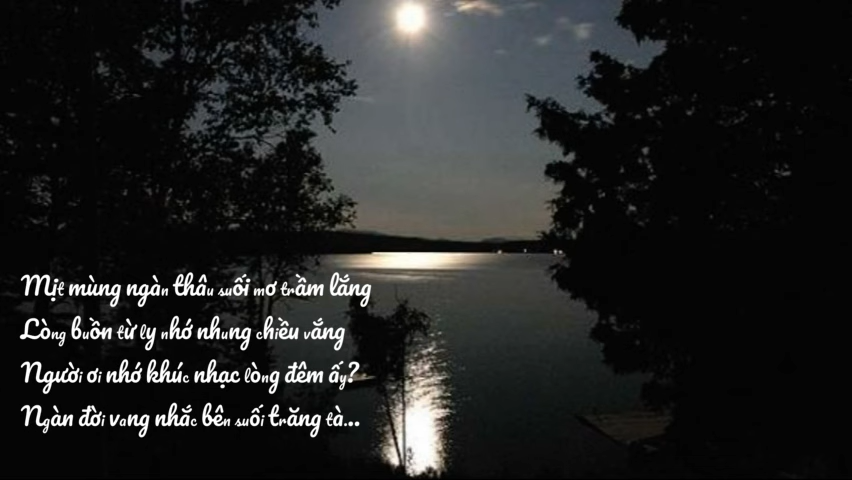 Mịt mùng ngàn thâu suối mơ trầm lắng
Lòng buồn từ ly nhớ nhung chiều vắng
Người ơi nhớ khúc nhạc lòng đêm ấy?
Ngàn đời vang nhắc bên suối trăng tà...